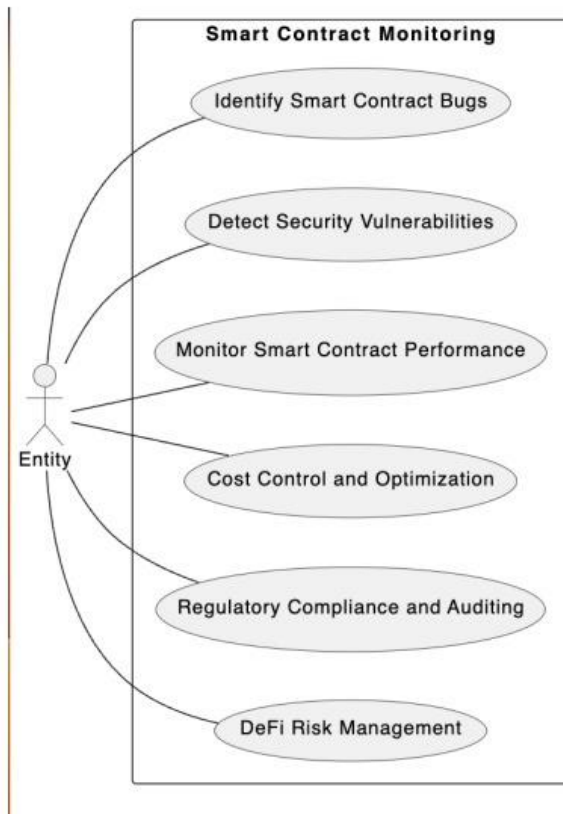 Smart Contract Monitoring
Identify Smart Contract Bugs
Detect Security Vulnerabilities
Monitor Smart Contract Performance
Entity
Cost Control and Optimization
Regulatory Compliance and Auditing
DeFi Risk Management